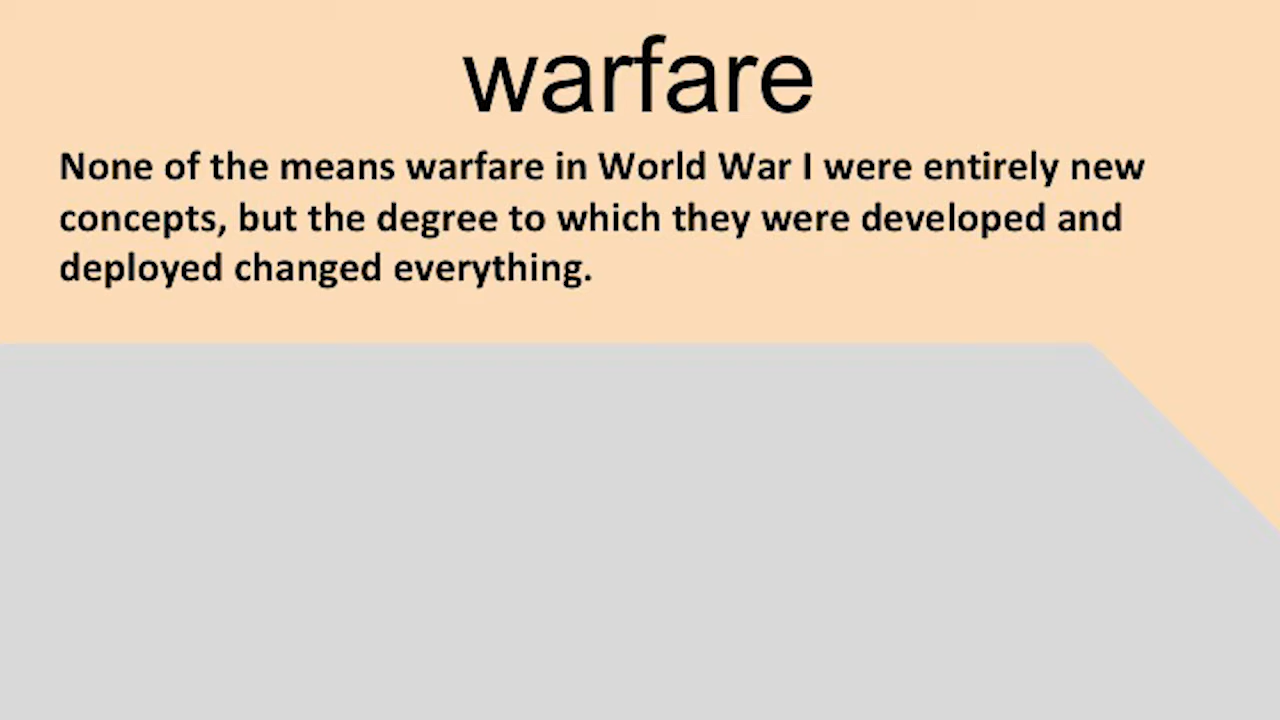 warfare
None of the means warfare in World War I were entirely new
concepts, but the degree to which they were developed and
deployed changed everything.